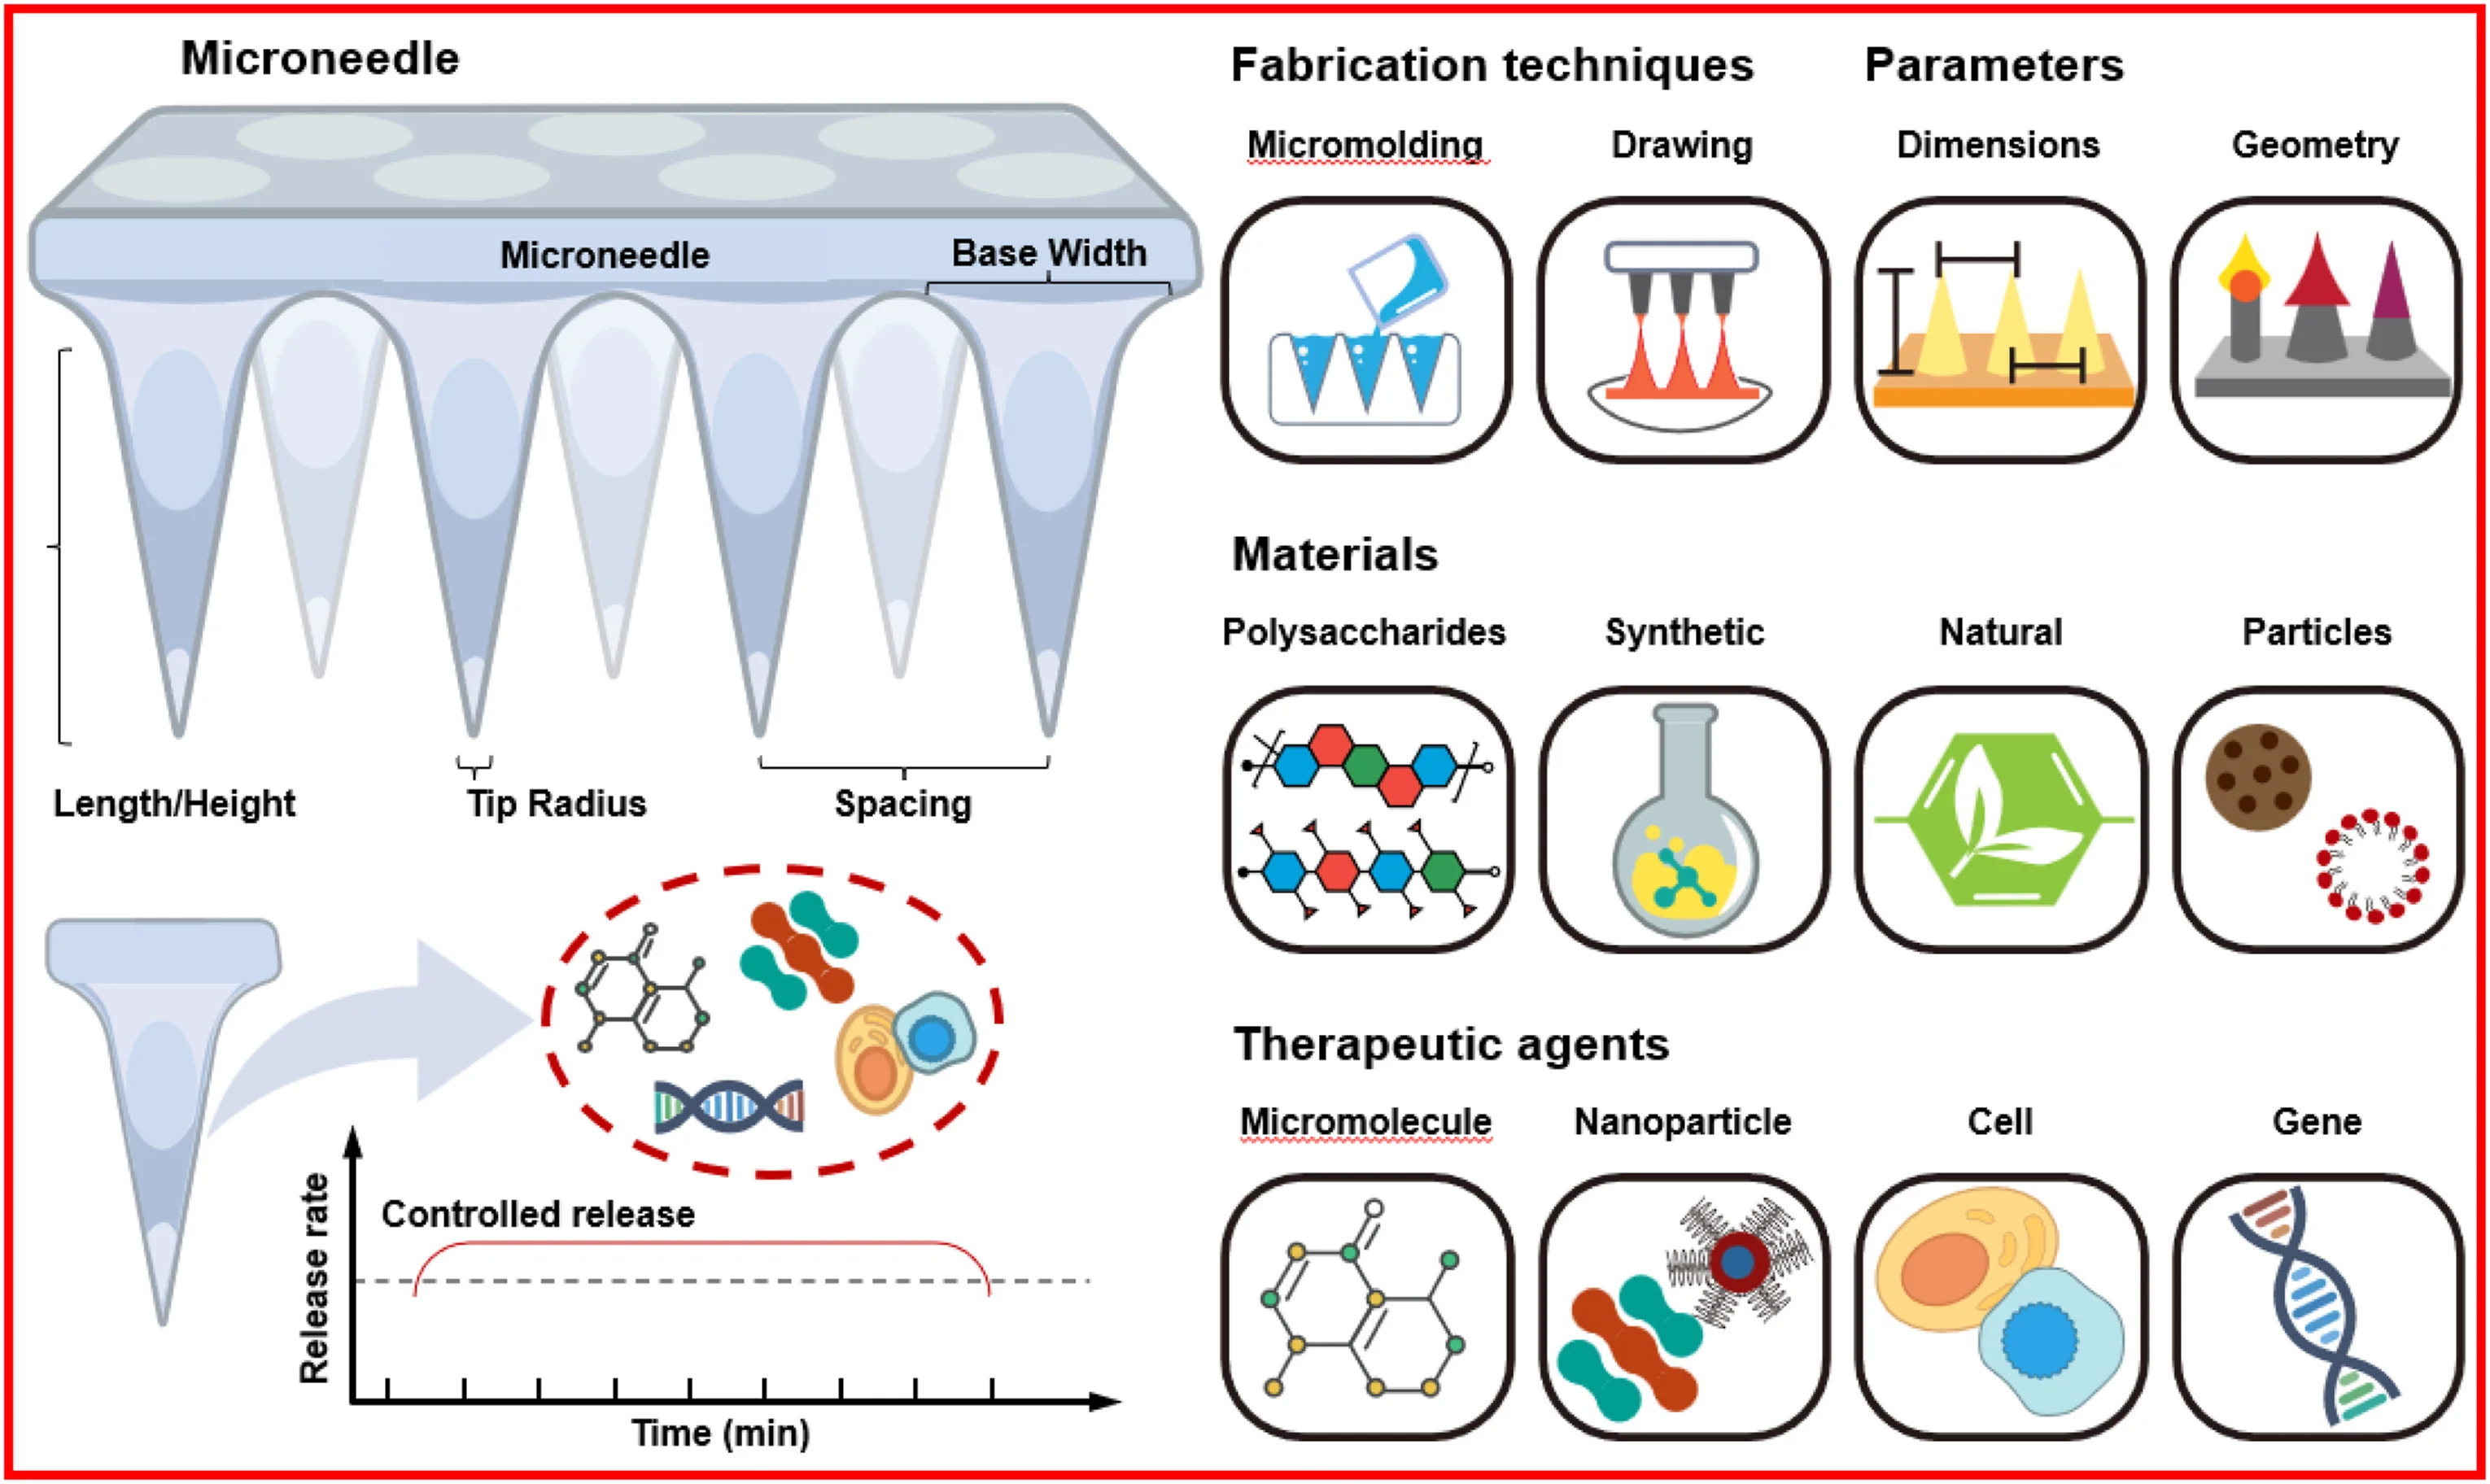 Microneedle
Microneedle
Base Width
Length/Height
Tip Radius
Spacing
Controlled release
Release rate
Time (min)
Fabrication techniques
Micromolding
Drawing
Parameters
Dimensions
Geometry
Materials
Polysaccharides
Synthetic
Natural
Particles
Therapeutic agents
Micromolecule
Nanoparticle
Cell
Gene